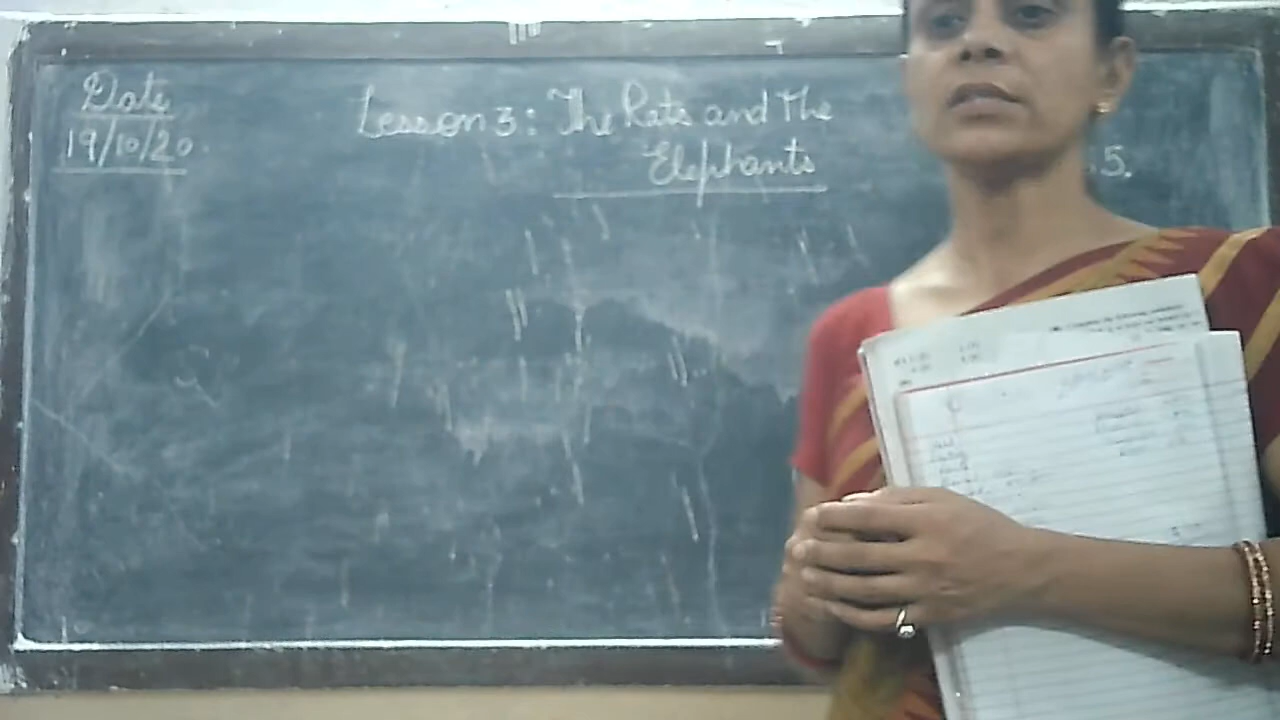 Date
19/10/20.
Lesson 3: The Rats and The
Elephants
.5.